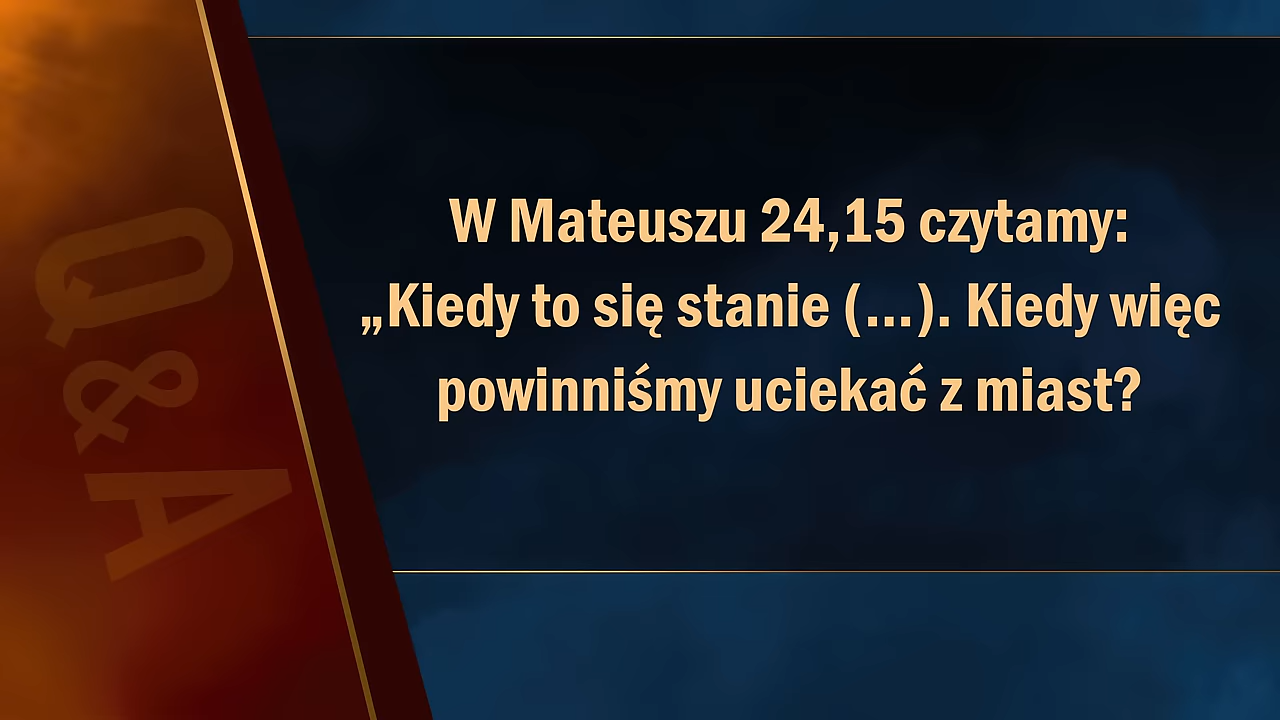 Q & A
W Mateuszu 24,15 czytamy:
„Kiedy to się stanie (...). Kiedy więc
powinniśmy uciekać z miast?